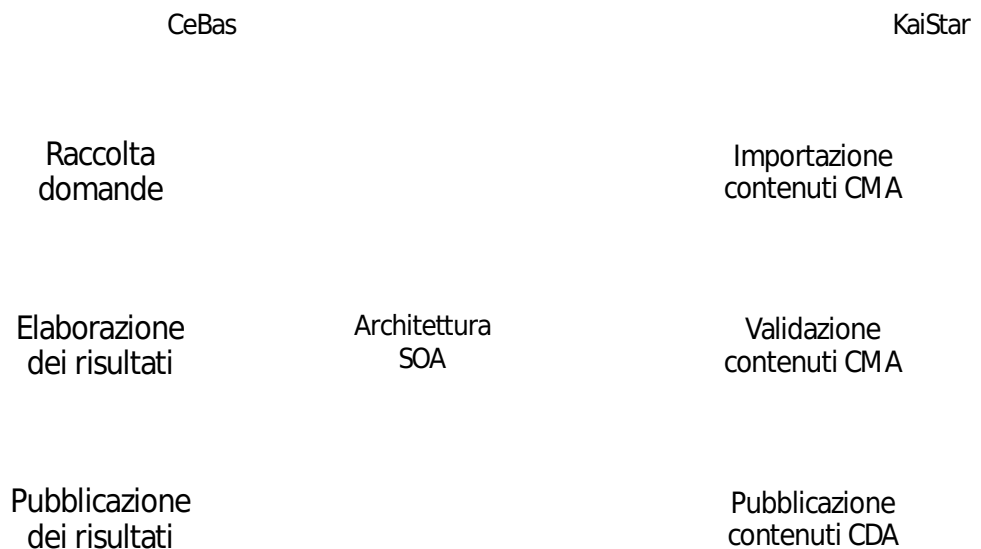 CeBas
KaiStar
Raccolta
domande
Importazione
contenuti CMA
Elaborazione
dei risultati
Architettura
SOA
Validazione
contenuti CMA
Pubblicazione
dei risultati
Pubblicazione
contenuti CDA